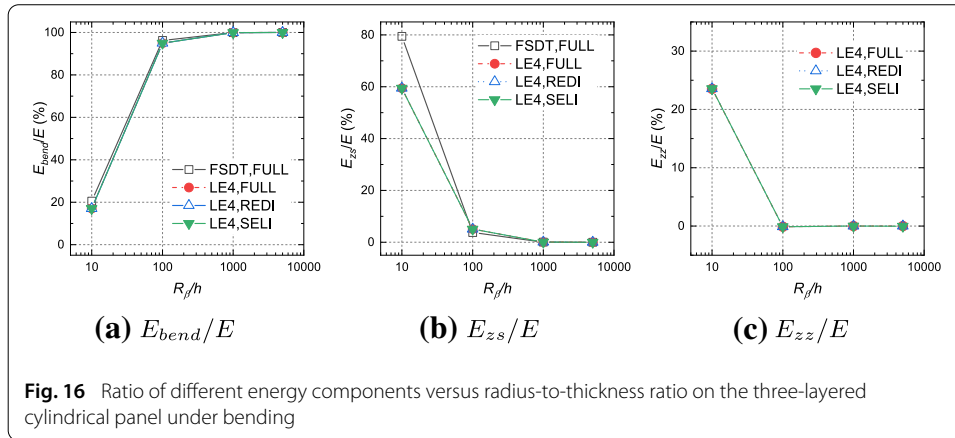 100
80
60
40
20
0
E_bend/E (%)
FSDT,FULL
LE4,FULL
LE4,REDI
LE4,SELI
10
100
1000
10000
R_β/h
(a) E_bend/E
80
60
40
20
0
E_zs/E (%)
FSDT,FULL
LE4,FULL
LE4,REDI
LE4,SELI
10
100
1000
10000
R_β/h
(b) E_zs/E
30
20
10
0
E_zz/E (%)
LE4,FULL
LE4,REDI
LE4,SELI
10
100
1000
10000
R_β/h
(c) E_zz/E
Fig. 16 Ratio of different energy components versus radius-to-thickness ratio on the three-layered
cylindrical panel under bending